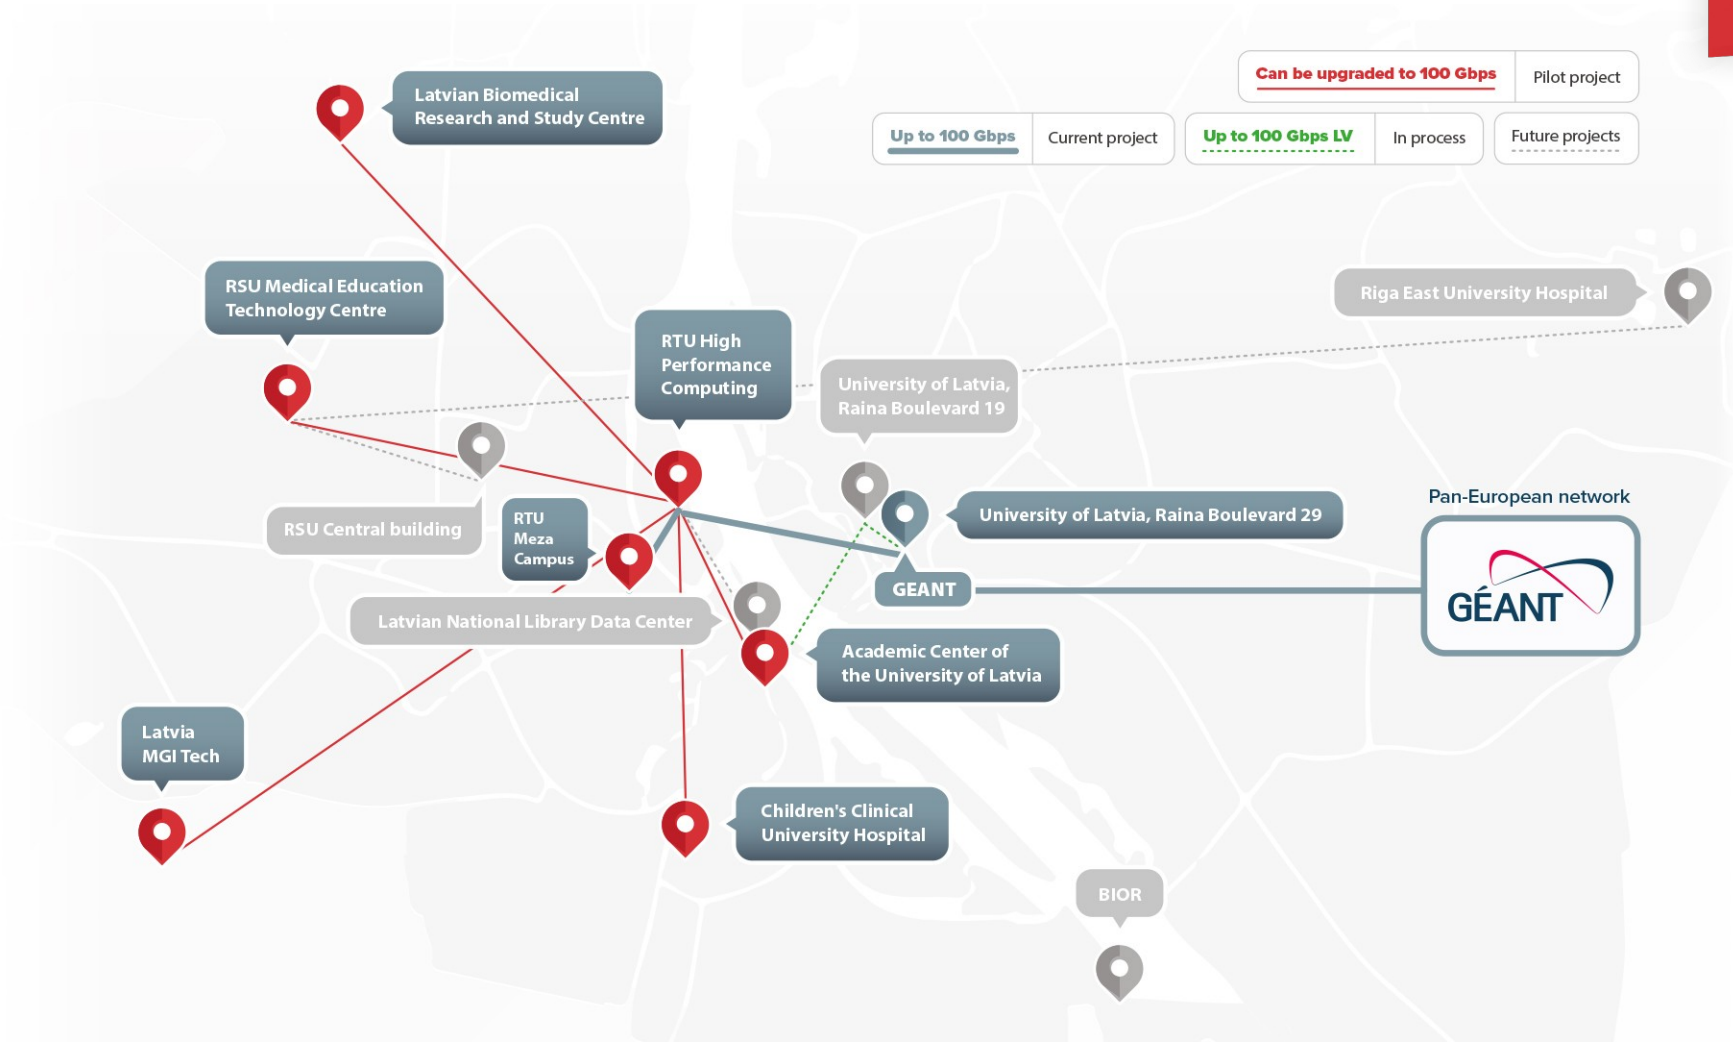 Can be upgraded to 100 Gbps
Pilot project
Up to 100 Gbps
Current project
Up to 100 Gbps LV
In process
Future projects
Latvian Biomedical
Research and Study Centre
RSU Medical Education
Technology Centre
RTU High
Performance
Computing
Riga East University Hospital
University of Latvia,
Raina Boulevard 19
RSU Central building
RTU
Meza
Campus
University of Latvia, Raina Boulevard 29
Pan-European network
GÉANT
GEANT
Latvian National Library Data Center
Academic Center of
the University of Latvia
Latvia
MGI Tech
Children's Clinical
University Hospital
BIOR